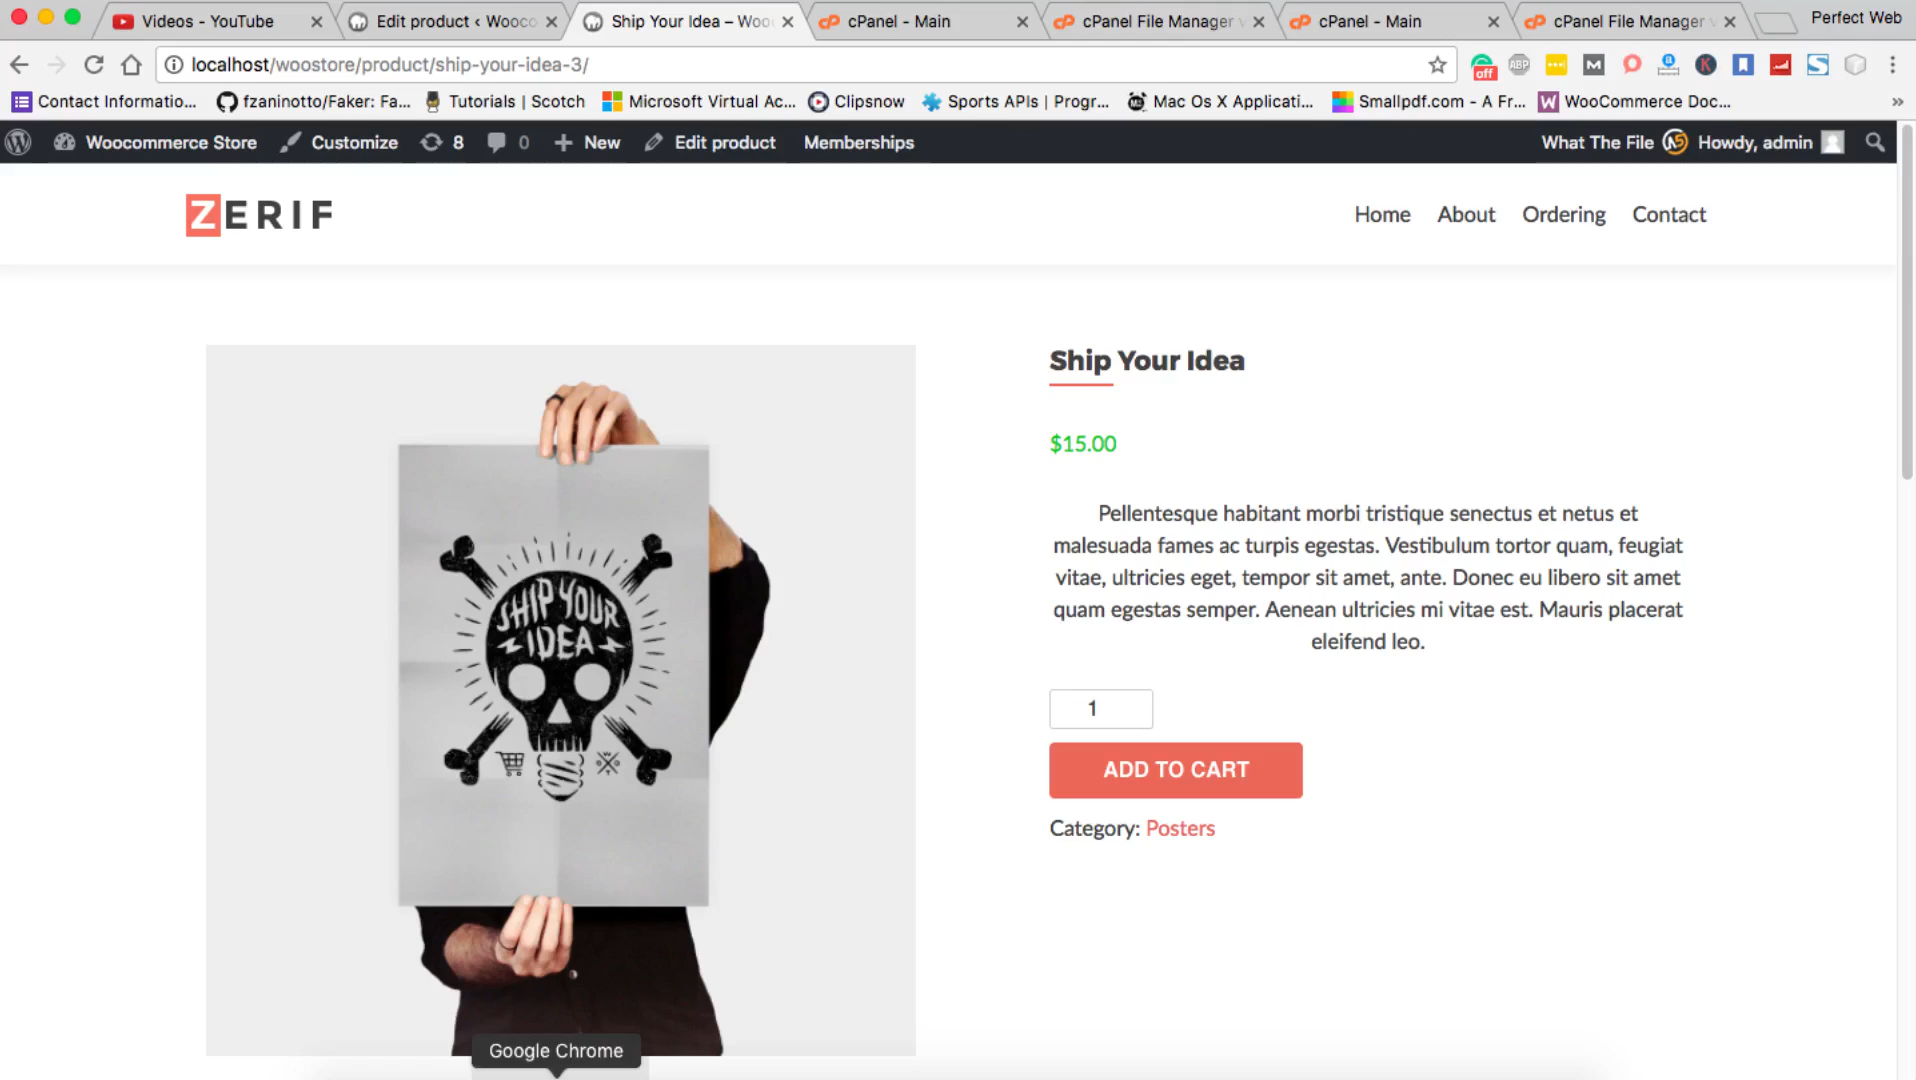 Videos - YouTube
Edit product ‹ Wooco
Ship Your Idea – Woo
cPanel - Main
cPanel File Manager v
cPanel - Main
cPanel File Manager v
Perfect Web
localhost/woostore/product/ship-your-idea-3/
off
ABP
Contact Informatio...
fzaninotto/Faker: Fa...
Tutorials | Scotch
Microsoft Virtual Ac...
Clipsnow
Sports APIs | Progr...
Mac Os X Applicati...
Smallpdf.com - A Fr...
WooCommerce Doc...
Woocommerce Store
Customize
8
0
New
Edit product
Memberships
What The File
Howdy, admin
ZERIF
Home
About
Ordering
Contact
Ship Your Idea
$15.00
Pellentesque habitant morbi tristique senectus et netus et
malesuada fames ac turpis egestas. Vestibulum tortor quam, feugiat
vitae, ultricies eget, tempor sit amet, ante. Donec eu libero sit amet
quam egestas semper. Aenean ultricies mi vitae est. Mauris placerat
eleifend leo.
SHIP YOUR
IDEA
1
ADD TO CART
Category: Posters
Google Chrome